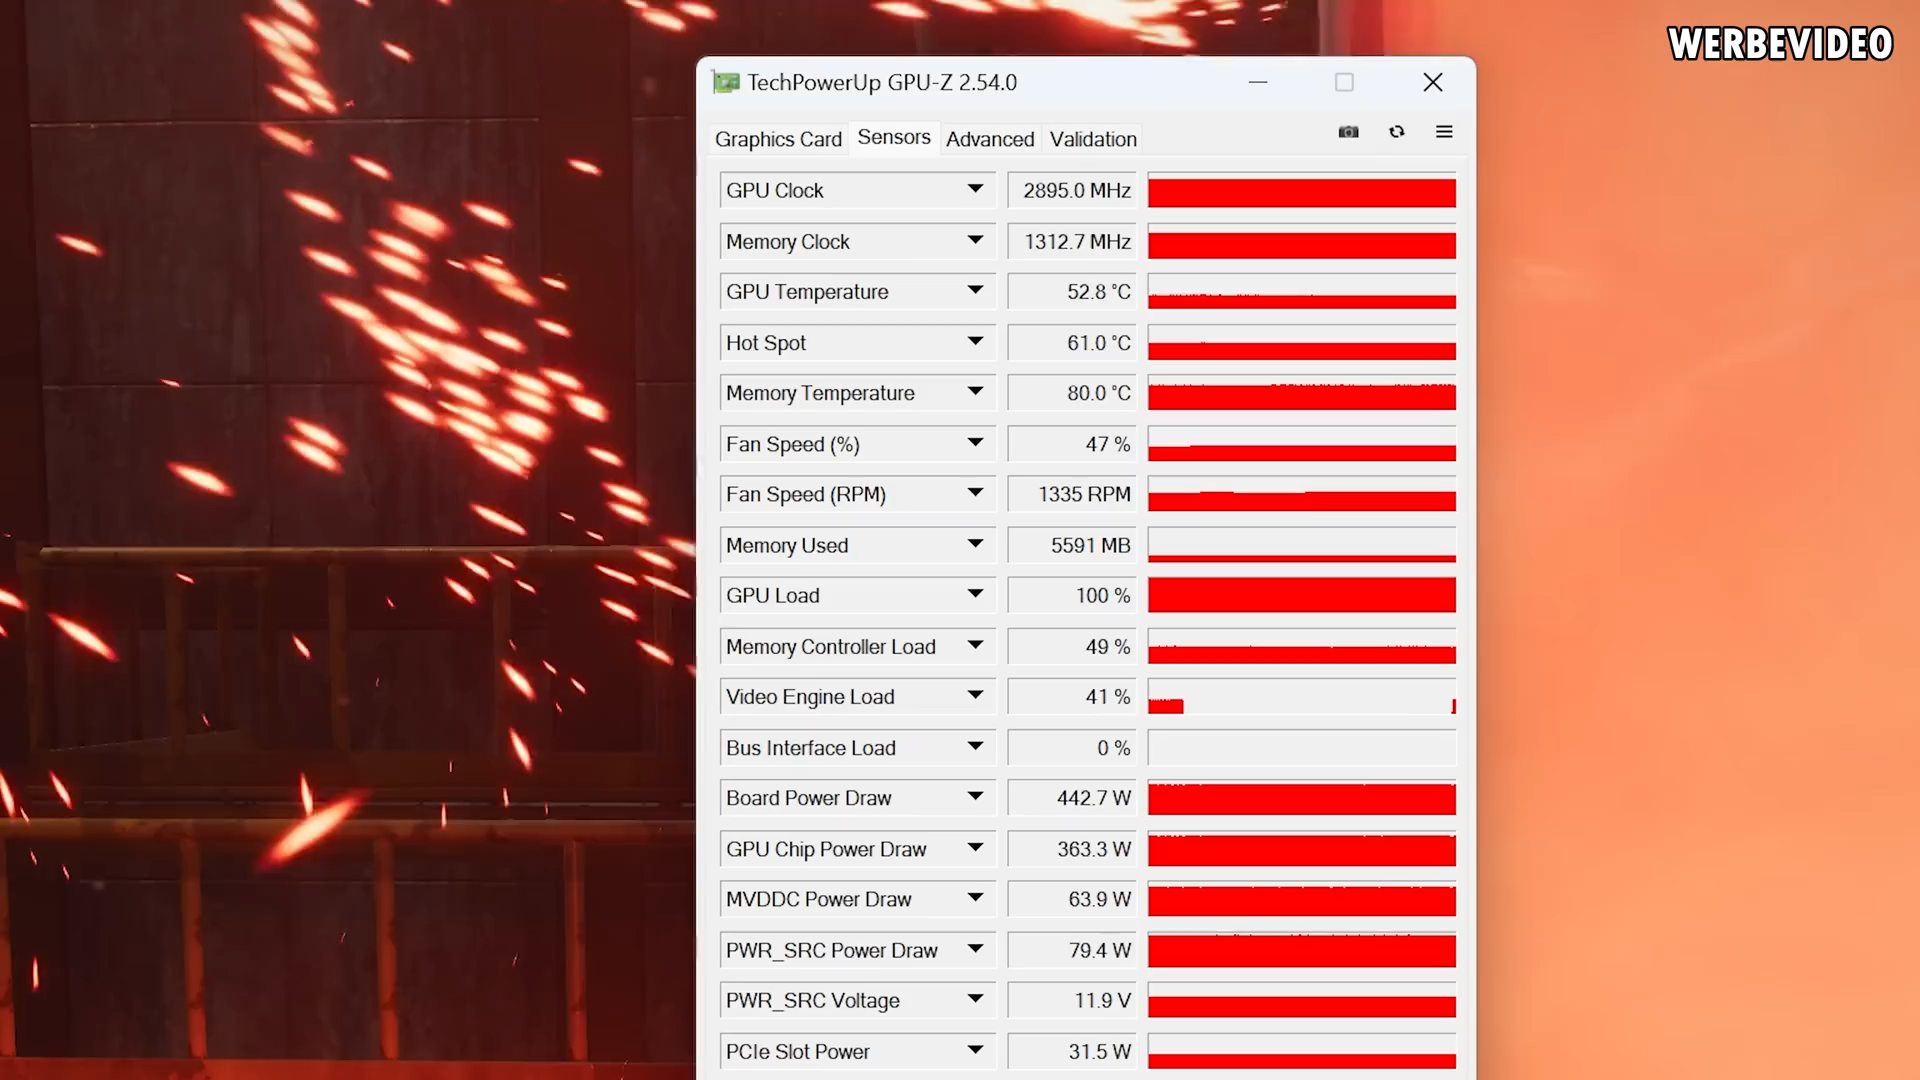 WERBEVIDEO
TechPowerUp GPU-Z 2.54.0
Graphics Card Sensors Advanced Validation
GPU Clock 2895.0 MHz
Memory Clock 1312.7 MHz
GPU Temperature 52.8 °C
Hot Spot 61.0 °C
Memory Temperature 80.0 °C
Fan Speed (%) 47 %
Fan Speed (RPM) 1335 RPM
Memory Used 5591 MB
GPU Load 100 %
Memory Controller Load 49 %
Video Engine Load 41 %
Bus Interface Load 0 %
Board Power Draw 442.7 W
GPU Chip Power Draw 363.3 W
MVDDC Power Draw 63.9 W
PWR_SRC Power Draw 79.4 W
PWR_SRC Voltage 11.9 V
PCIe Slot Power 31.5 W